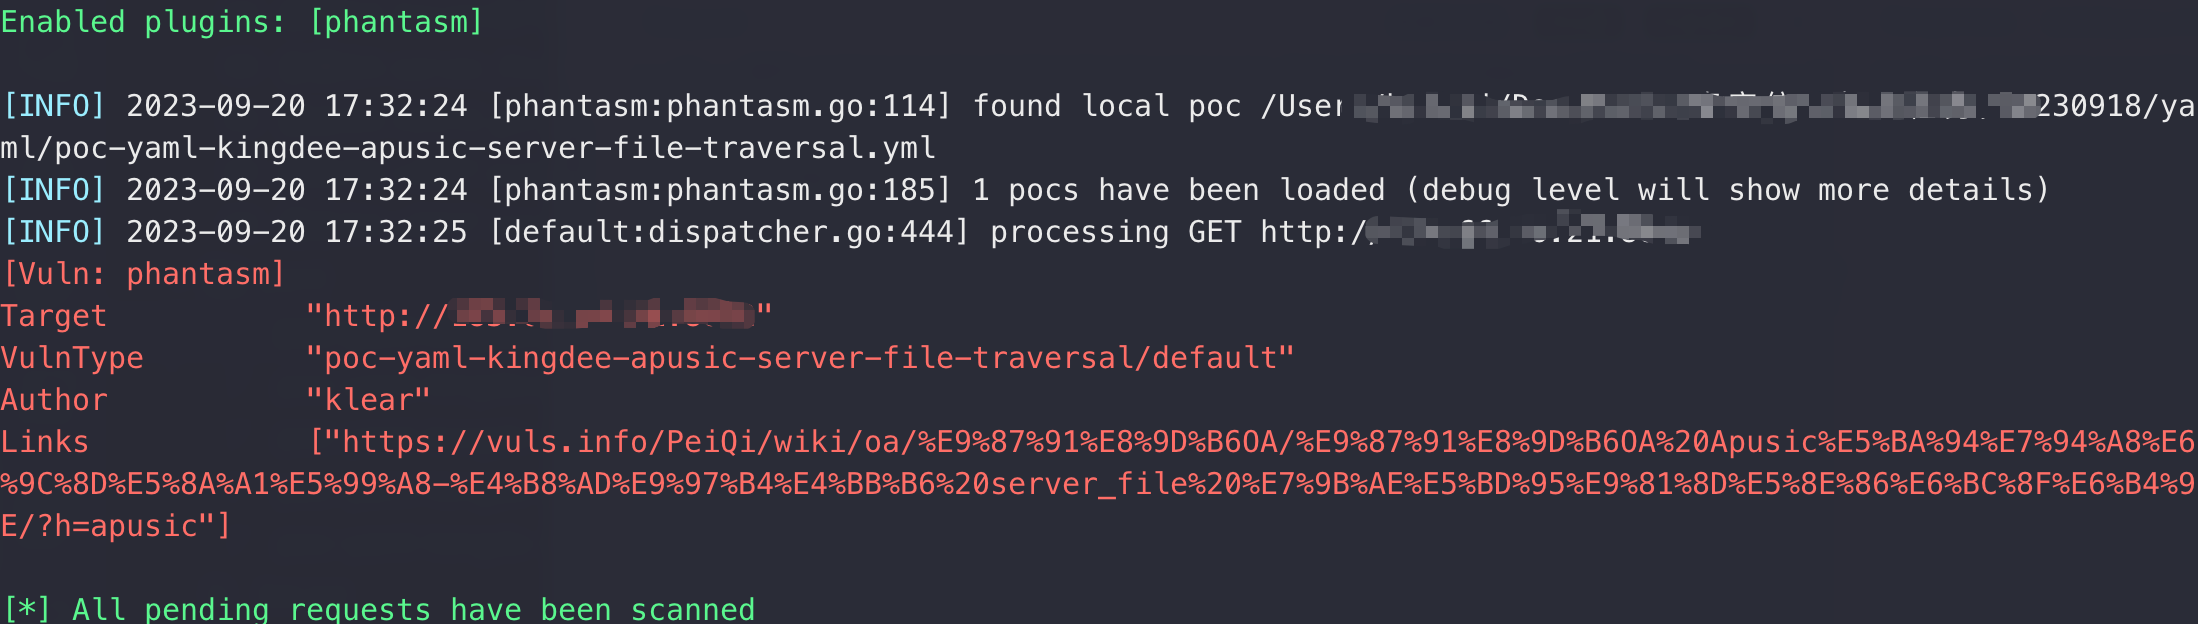 Enabled plugins: [phantasm]
[INFO] 2023-09-20 17:32:24 [phantasm:phantasm.go:114] found local poc /User 230918/ya
ml/poc-yaml-kingdee-apusic-server-file-traversal.yml
[INFO] 2023-09-20 17:32:24 [phantasm:phantasm.go:185] 1 pocs have been loaded (debug level will show more details)
[INFO] 2023-09-20 17:32:25 [default:dispatcher.go:444] processing GET http:/
[Vuln: phantasm]
Target "http:// "
VulnType "poc-yaml-kingdee-apusic-server-file-traversal/default"
Author "klear"
Links ["https://vuls.info/PeiQi/wiki/oa/%E9%87%91%E8%9D%B6OA/%E9%87%91%E8%9D%B6OA%20Apusic%E5%BA%94%E7%94%A8%E6
%9C%8D%E5%8A%A1%E5%99%A8-%E4%B8%AD%E9%97%B4%E4%BB%B6%20server_file%20%E7%9B%AE%E5%BD%95%E9%81%8D%E5%8E%86%E6%BC%8F%E6%B4%9
E/?h=apusic"]
[*] All pending requests have been scanned